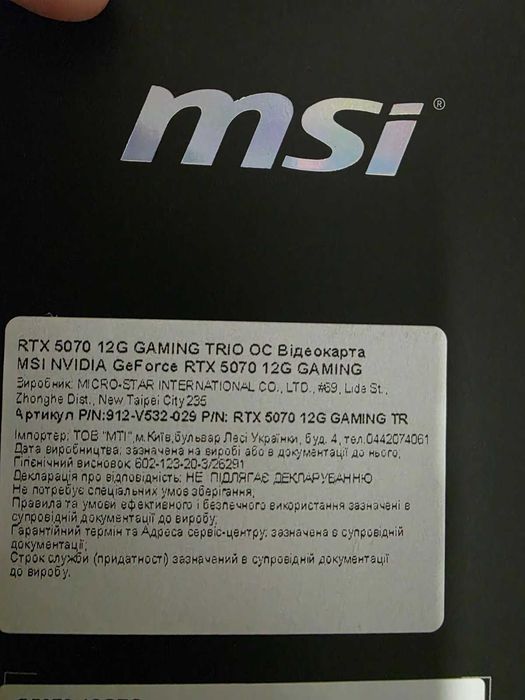 msi®
RTX 5070 12G GAMING TRIO OC Відеокарта
MSI NVIDIA GeForce RTX 5070 12G GAMING
Виробник: MICRO-STAR INTERNATIONAL CO., LTD., #69, Lide St.,
Zhonghe Dist., New Taipei City 235
Артикул P/N:912-V532-029 P/N: RTX 5070 12G GAMING TR
Імпортер: ТОВ "МТІ",м.Київ,бульвар Лесі Українки, буд. 4, тел.0442074061
Дата виробництва: зазначена на виробі або в документації до нього;
Гігієнічний висновок 602-123-20-3/26291
Декларація про відповідність: НЕ ПІДЛЯГАЄ ДЕКЛАРУВАННЮ
Не потребує спеціальних умов зберігання;
Правила та умови ефективного і безпечного використання зазначені в
супровідній документації до виробу;
Гарантійний термін та Адреса сервіс-центру: зазначена в супровідній
документації;
Строк служби (придатності) зазначений в супровідній документації
до виробу.